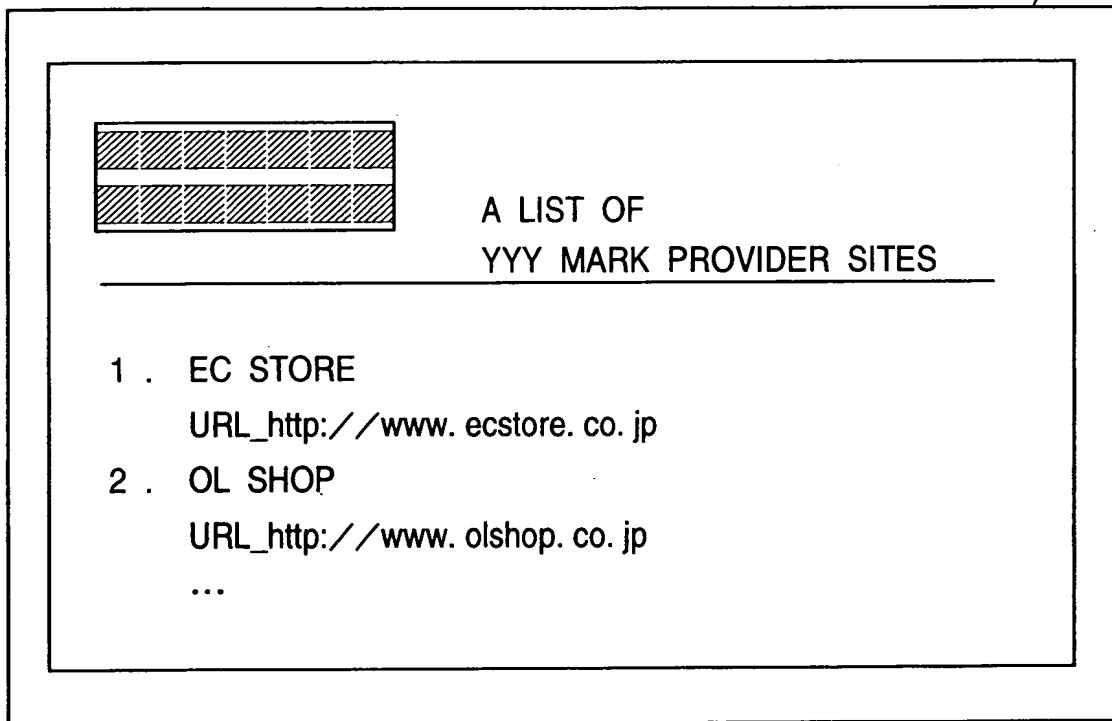 A LIST OF
YYY MARK PROVIDER SITES
1 . EC STORE
URL_http://www. ecstore. co. jp
2 . OL SHOP
URL_http://www. olshop. co. jp
...